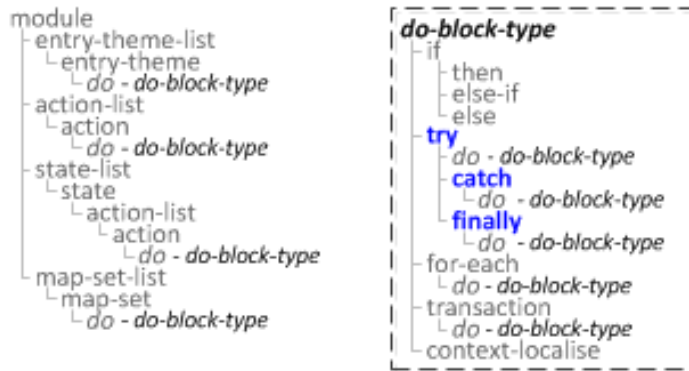 module
entry-theme-list
entry-theme
do - do-block-type
action-list
action
do - do-block-type
state-list
state
action-list
action
do - do-block-type
map-set-list
map-set
do - do-block-type
do-block-type
if
then
else-if
else
try
do - do-block-type
catch
do - do-block-type
finally
do - do-block-type
for-each
do - do-block-type
transaction
do - do-block-type
context-localise